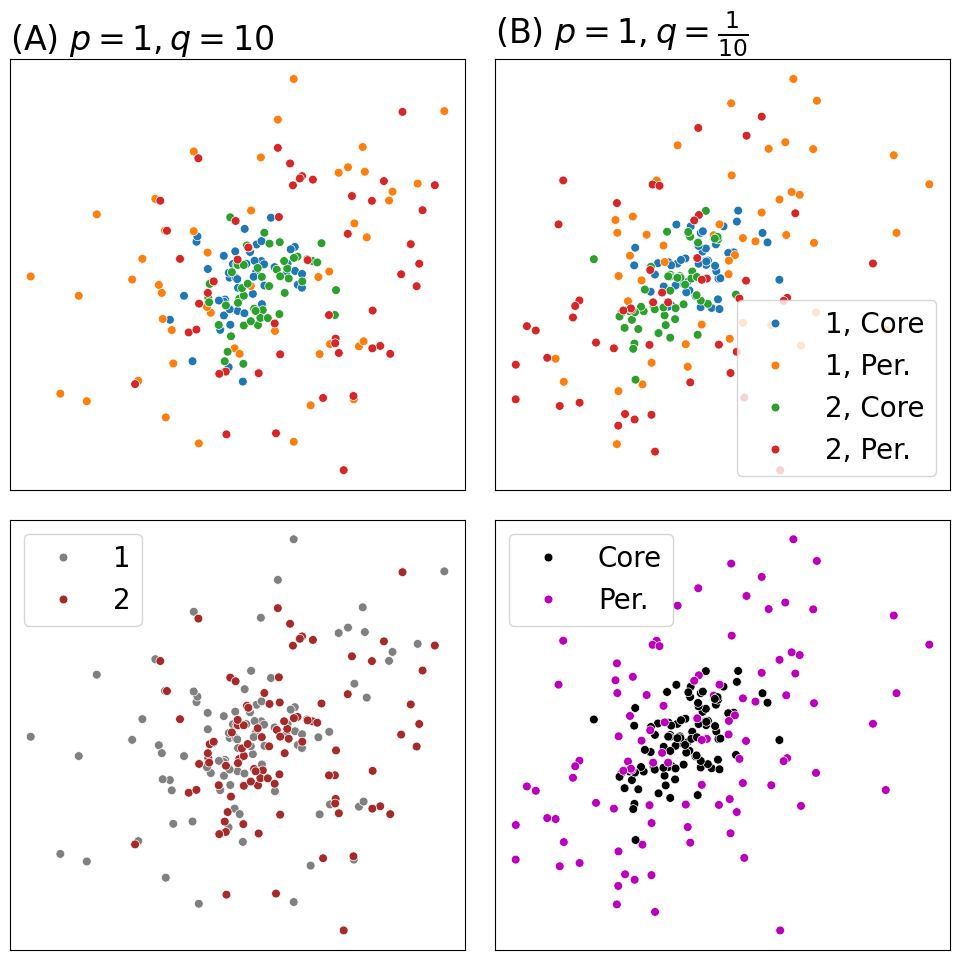 (A) p = 1, q = 10
(B) p = 1, q = 1/10
1, Core
1, Per.
2, Core
2, Per.
1
2
Core
Per.